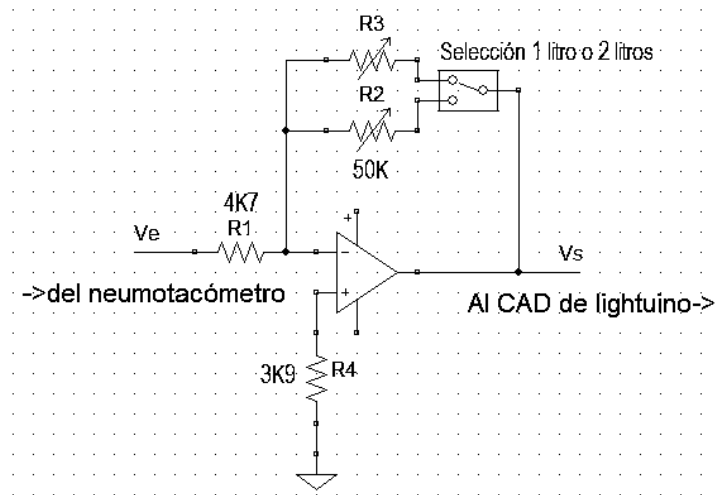 R3
Selección 1 litro o 2 litros
R2
50K
4K7
R1
Ve
Vs
->del neumotacómetro
Al CAD de lightuino->
3K9
R4